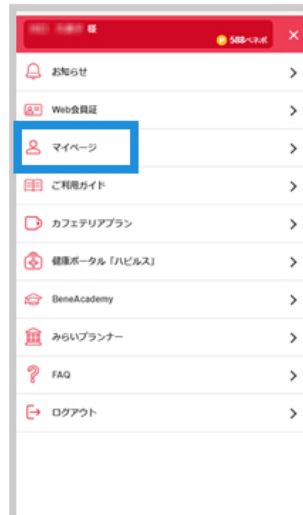 様
588ベネポ
お知らせ
Web会員証
マイページ
ご利用ガイド
カフェテリアプラン
健康ポータル「ハピルス」
BeneAcademy
みらいプランナー
FAQ
ログアウト